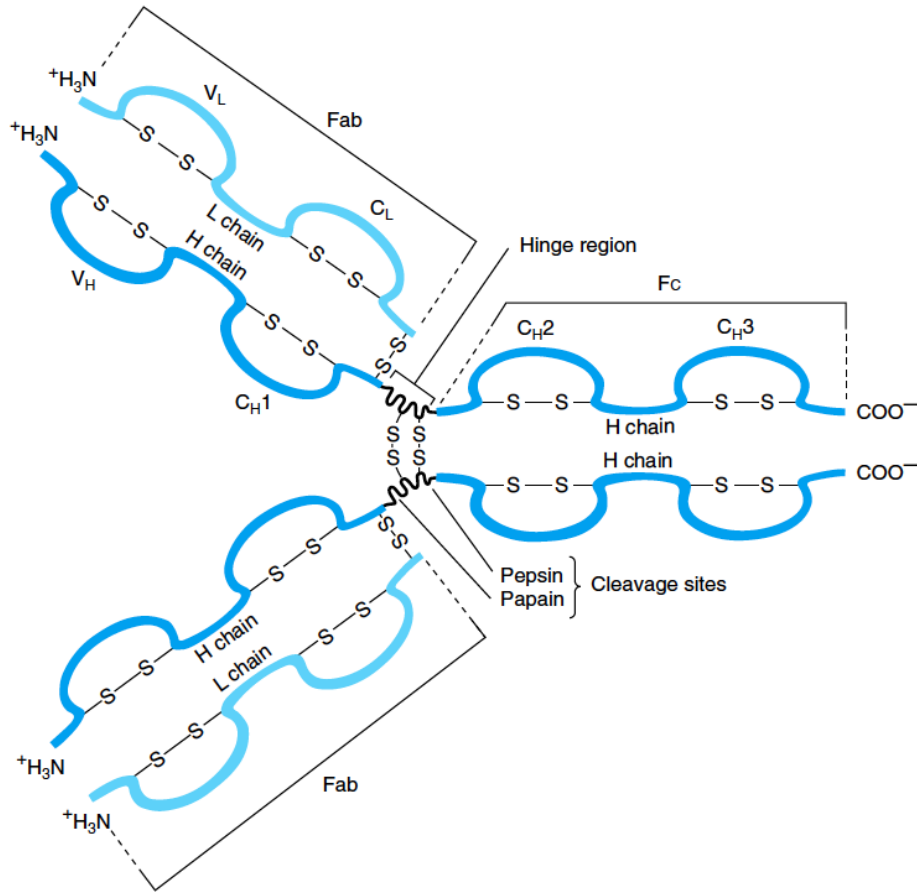 +H3N
VL
Fab
+H3N
S
S
CL
S
S
L chain
H chain
Hinge region
VH
S
S
Fc
S
S
CH2
CH3
S
S
CH1
S—S
S—S
COO−
H chain
S
S
S
S
H chain
COO−
S—S
S—S
S
S
S
S
Pepsin
Papain
Cleavage sites
S
S
H chain
L chain
S
S
S
S
+H3N
Fab
+H3N